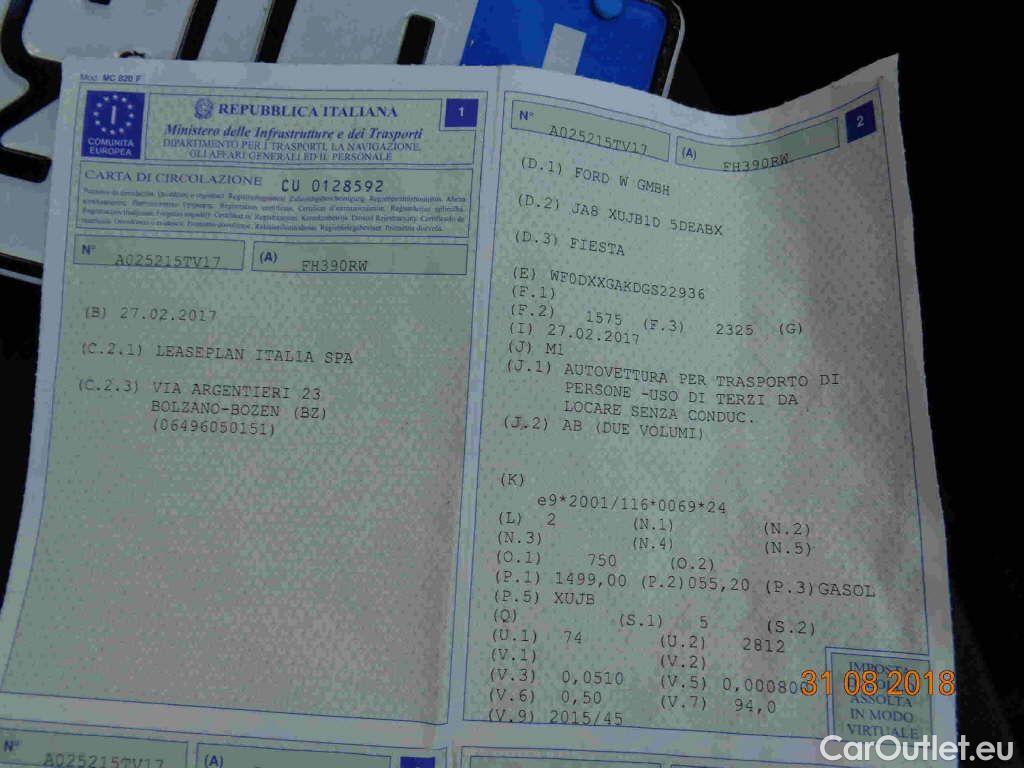 Mod. MC 820 F
I
COMUNITÀ
EUROPEA
REPUBBLICA ITALIANA
1
Ministero delle Infrastrutture e dei Trasporti
DIPARTIMENTO PER I TRASPORTI, LA NAVIGAZIONE,
GLI AFFARI GENERALI ED IL PERSONALE
CARTA DI CIRCOLAZIONE CU 0128592
N° A025215TV17 (A) FH390RW
(B) 27.02.2017
(C.2.1) LEASEPLAN ITALIA SPA
(C.2.3) VIA ARGENTIERI 23
BOLZANO-BOZEN (BZ)
(06496050151)
N° A025215TV17 (A) FH390RW 2
(D.1) FORD W GMBH
(D.2) JA8 XUJB1D 5DEABX
(D.3) FIESTA
(E) WF0DXXGAKDGS22936
(F.1)
(F.2) 1575 (F.3) 2325 (G)
(I) 27.02.2017
(J) M1
(J.1) AUTOVETTURA PER TRASPORTO DI
PERSONE -USO DI TERZI DA
LOCARE SENZA CONDUC.
(J.2) AB (DUE VOLUMI)
(K)
e9*2001/116*0069*24
(L) 2 (N.1) (N.2)
(N.3) (N.4) (N.5)
(O.1) 750 (O.2)
(P.1) 1499,00 (P.2)055,20 (P.3)GASOL
(P.5) XUJB
(Q) (S.1) 5 (S.2)
(U.1) 74 (U.2) 2812
(V.1) (V.2)
(V.3) 0,0510 (V.5) 0,000800
(V.6) 0,50 (V.7) 94,0
(V.9) 2015/45
IMPOSTA
ASSOLTA
IN MODO
VIRTUALE
31 08 2018
N° A025215TV17 (A)
CarOutlet.eu